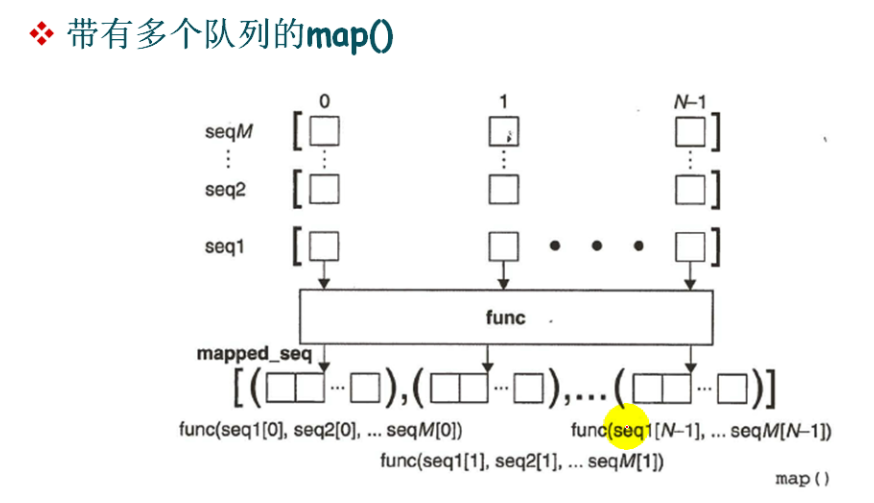 ❖ 带有多个队列的map()
0 1 N–1
seqM [ ]
seq2 [ ]
seq1 [ • • • ]
func
mapped_seq
[( ... ),( ... ),...( ... )]
func(seq1[0], seq2[0], ... seqM[0]) func(seq1[N–1], ... seqM[N–1])
func(seq1[1], seq2[1], ... seqM[1])
map()